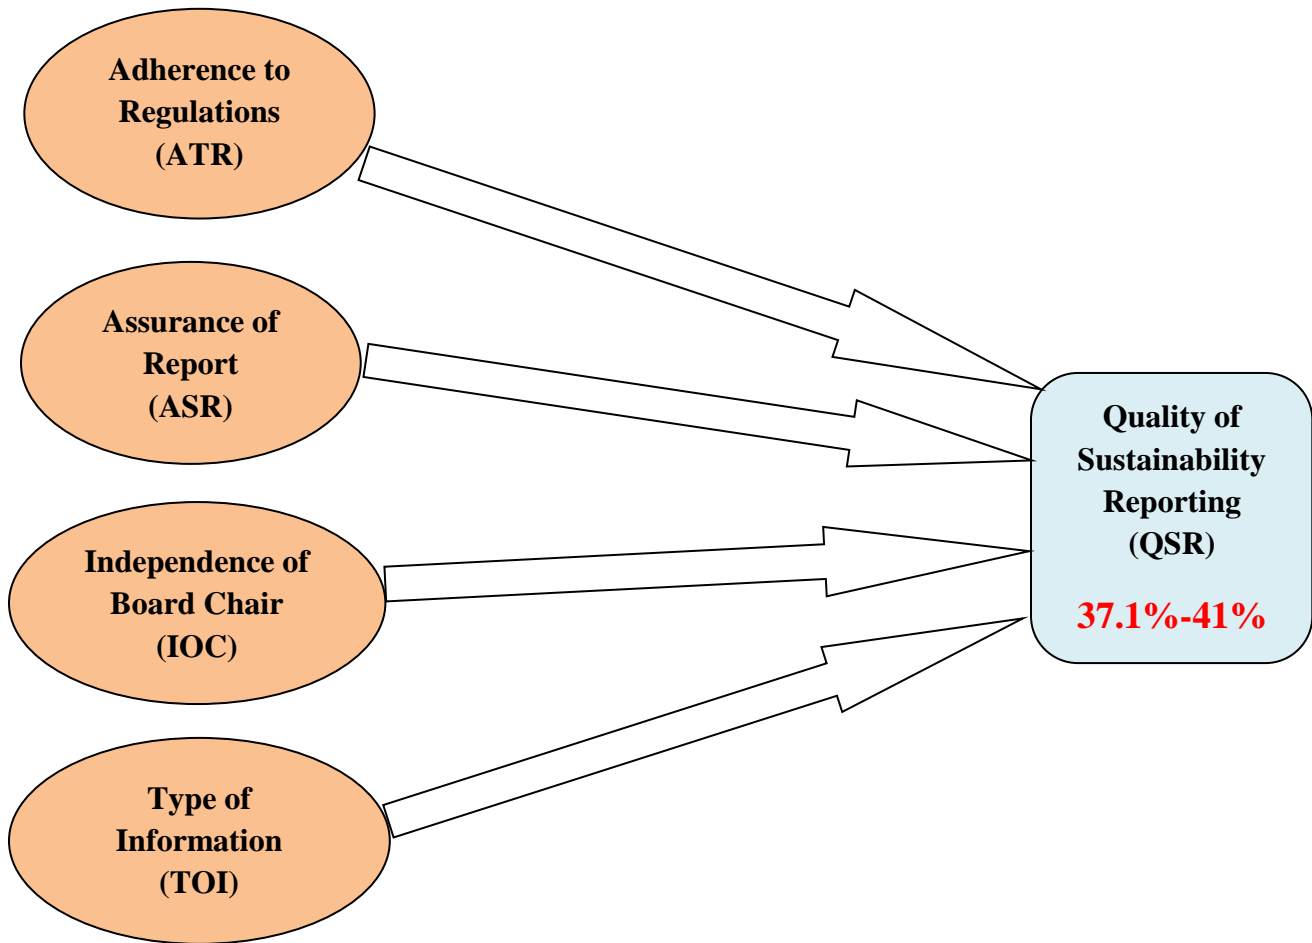 Adherence to
Regulations
(ATR)
Assurance of
Report
(ASR)
Independence of
Board Chair
(IOC)
Type of
Information
(TOI)
Quality of
Sustainability
Reporting
(QSR)
37.1%-41%